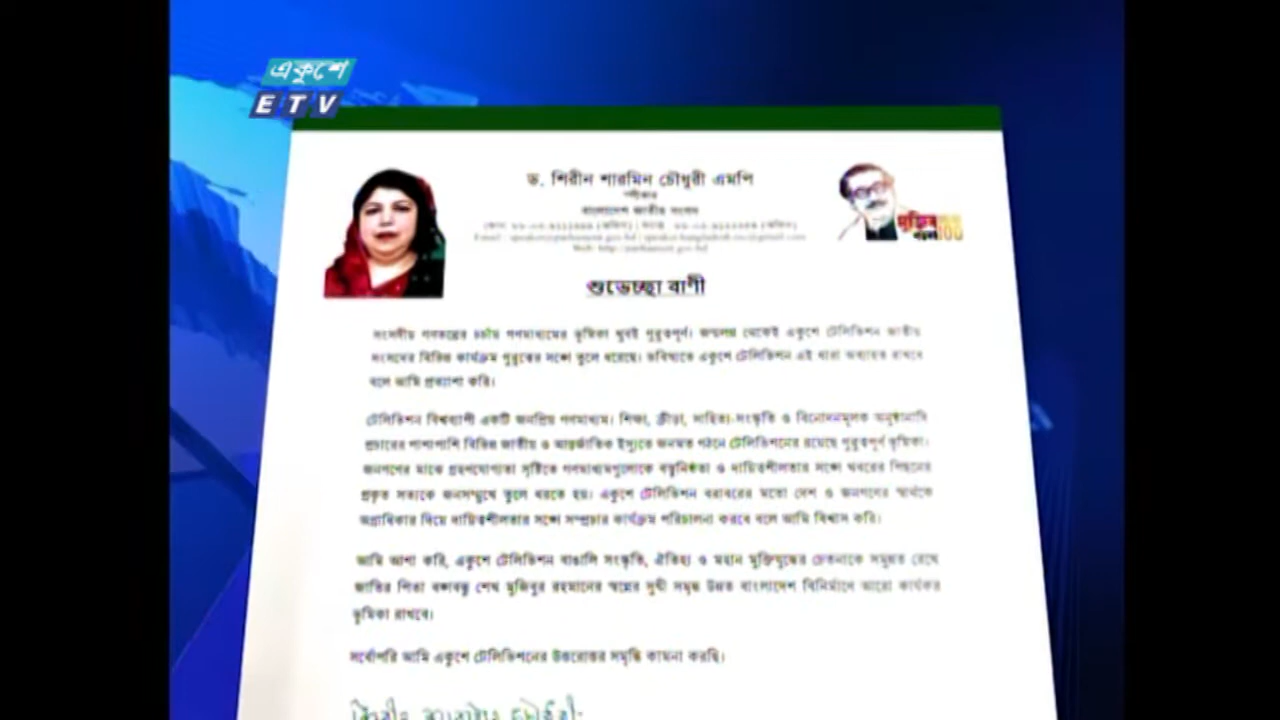 একুশে
ETV
ড. শিরীন শারমিন চৌধুরী এমপি
স্পীকার
বাংলাদেশ জাতীয় সংসদ
মুজিব
100
শুভেচ্ছা বাণী
সংসদীয় গণতন্ত্রের চর্চায় গণমাধ্যমের ভূমিকা খুবই গুরুত্বপূর্ণ। জন্মলগ্ন থেকেই একুশে টেলিভিশন জাতীয়
সংসদের বিভিন্ন কার্যক্রম গুরুত্বের সঙ্গে তুলে ধরেছে। ভবিষ্যতে একুশে টেলিভিশন এই ধারা অব্যাহত রাখবে
বলে আমি প্রত্যাশা করি।
টেলিভিশন বিশ্বব্যাপী একটি জনপ্রিয় গণমাধ্যম। শিক্ষা, ক্রীড়া, সাহিত্য-সংস্কৃতি ও বিনোদনমূলক অনুষ্ঠানাদি
প্রচারের পাশাপাশি বিভিন্ন জাতীয় ও আন্তর্জাতিক ইস্যুতে জনমত গঠনে টেলিভিশনের রয়েছে গুরুত্বপূর্ণ ভূমিকা।
জনগণের মাঝে গ্রহণযোগ্যতা সৃষ্টিতে গণমাধ্যমগুলোকে বস্তুনিষ্ঠতা ও দায়িত্বশীলতার সঙ্গে খবরের পিছনের
প্রকৃত সত্যকে জনসম্মুখে তুলে ধরতে হয়। একুশে টেলিভিশন বরাবরের মতো দেশ ও জনগণের স্বার্থকে
অগ্রাধিকার দিয়ে দায়িত্বশীলতার সঙ্গে সম্প্রচার কার্যক্রম পরিচালনা করবে বলে আমি বিশ্বাস করি।
আমি আশা করি, একুশে টেলিভিশন বাঙালি সংস্কৃতি, ঐতিহ্য ও মহান মুক্তিযুদ্ধের চেতনাকে সমুন্নত রেখে
জাতির পিতা বঙ্গবন্ধু শেখ মুজিবুর রহমানের স্বপ্নের সুখী সমৃদ্ধ উন্নত বাংলাদেশ বিনির্মাণে আরো কার্যকর
ভূমিকা রাখবে।
সর্বোপরি আমি একুশে টেলিভিশনের উত্তরোত্তর সমৃদ্ধি কামনা করছি।